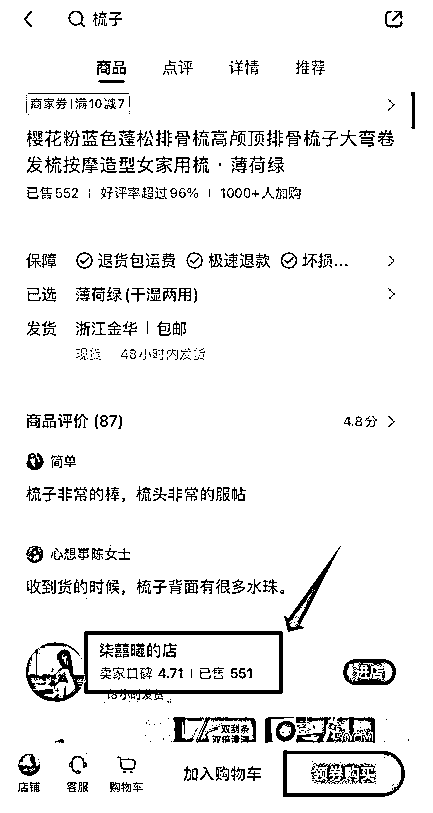 梳子
商品 点评 详情 推荐
商家券|满10减7
樱花粉蓝色蓬松排骨梳高颅顶排骨梳子大弯卷
发梳按摩造型女家用梳·薄荷绿
已售552 | 好评率超过96% | 1000+人加购
保障 退货包运费 极速退款 坏损...
已选 薄荷绿(干湿两用)
发货 浙江金华 | 包邮
现货 48小时内发货
商品评价 (87) 4.8分
简单
梳子非常的棒，梳头非常的服帖
心想事陈女士
收到货的时候，梳子背面有很多水珠。
柒囍曦的店
卖家口碑 4.71 | 已售 551
48小时发货
进店
店铺 客服 购物车 加入购物车 领券购买